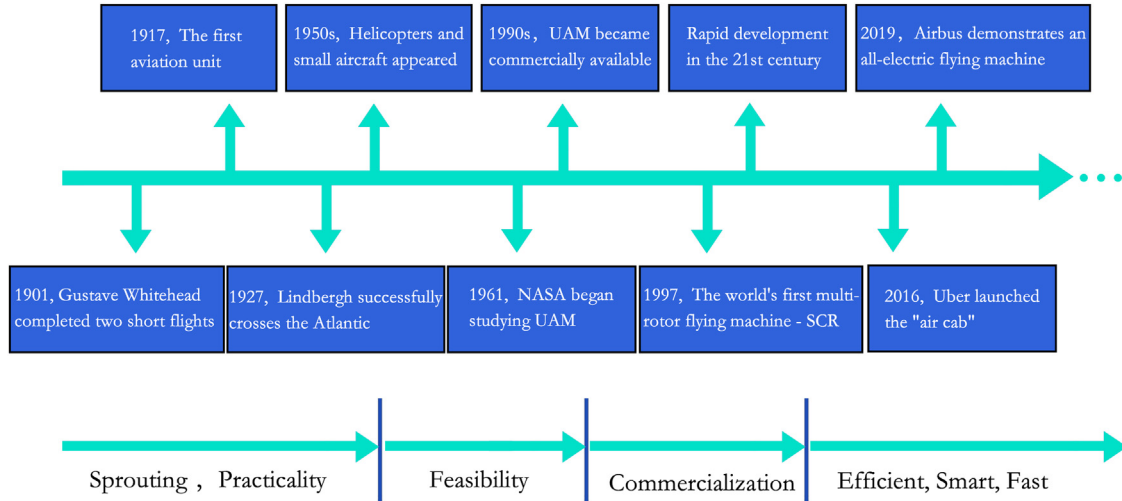 1917, The first
aviation unit
1950s, Helicopters and
small aircraft appeared
1990s, UAM became
commercially available
Rapid development
in the 21st century
2019, Airbus demonstrates an
all-electric flying machine
1901, Gustave Whitehead
completed two short flights
1927, Lindbergh successfully
crosses the Atlantic
1961, NASA began
studying UAM
1997, The world's first multi-
rotor flying machine - SCR
2016, Uber launched
the "air cab"
Sprouting , Practicality
Feasibility
Commercialization
Efficient, Smart, Fast